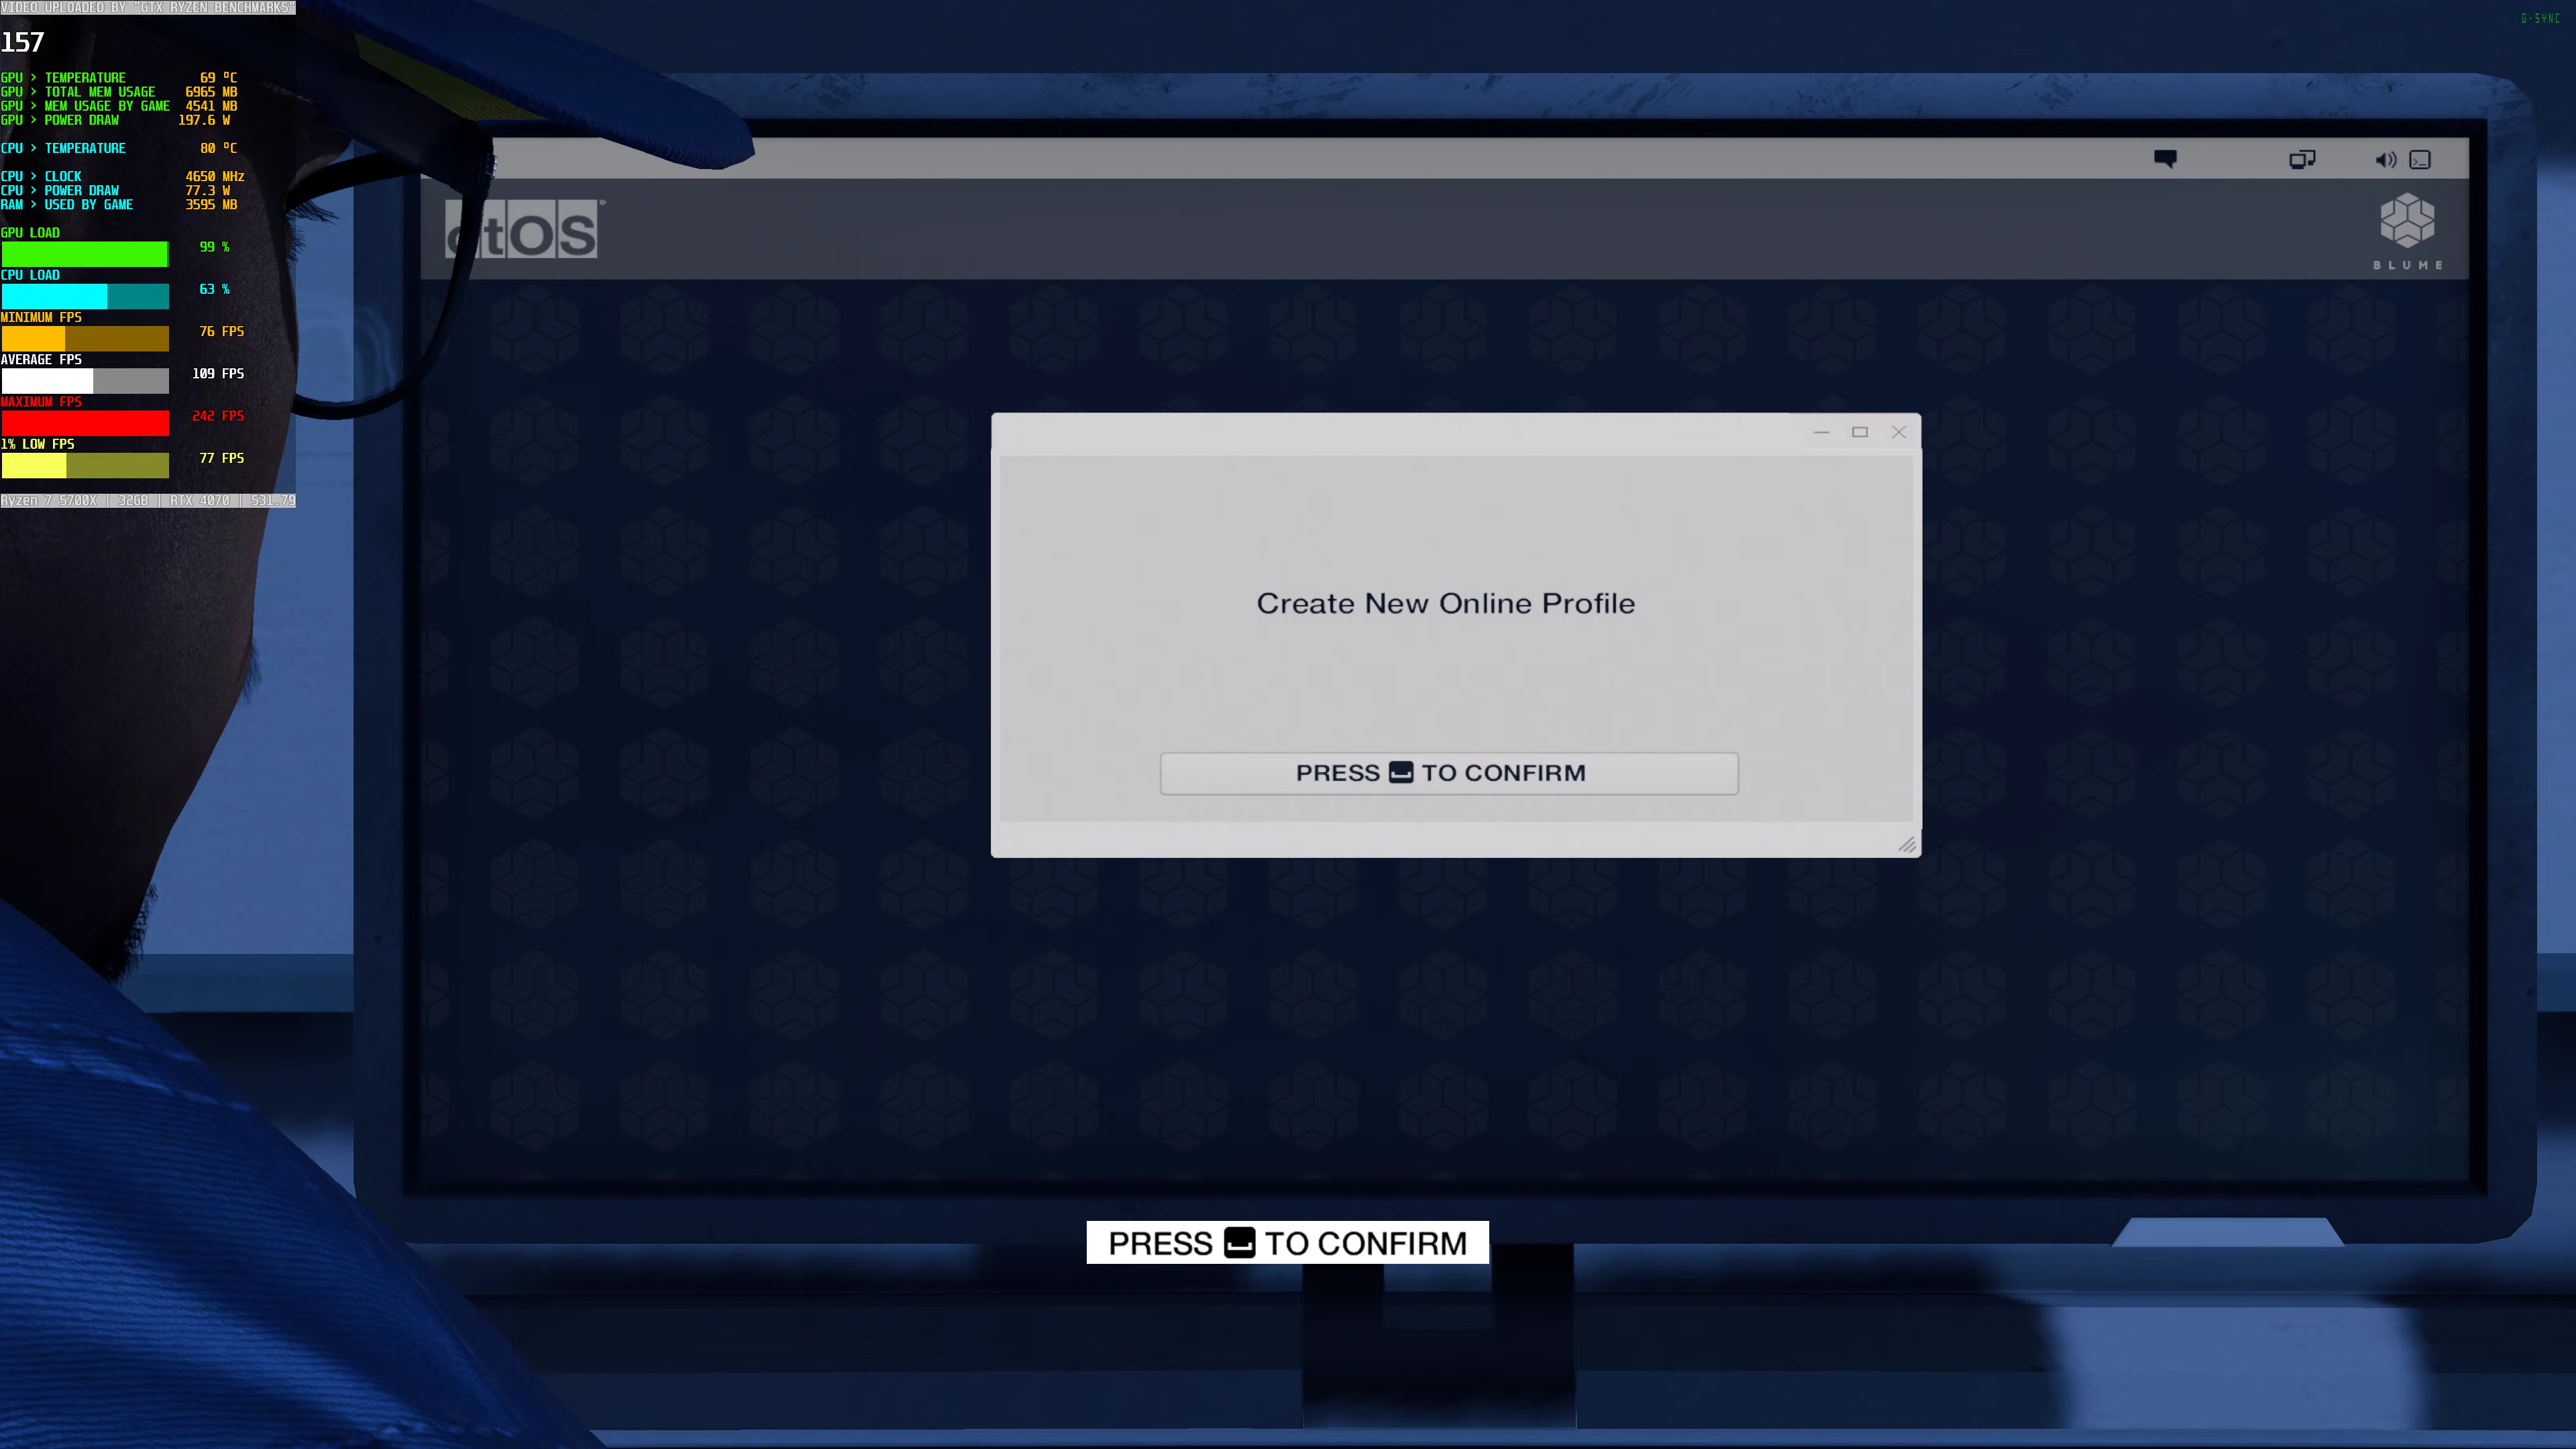 VIDEO UPLOADED BY "GTX RYZEN BENCHMARKS"
G-SYNC
157
GPU > TEMPERATURE 69 °C
GPU > TOTAL MEM USAGE 6965 MB
GPU > MEM USAGE BY GAME 4541 MB
GPU > POWER DRAW 197.6 W
CPU > TEMPERATURE 80 °C
CPU > CLOCK 4650 MHz
CPU > POWER DRAW 77.3 W
RAM > USED BY GAME 3595 MB
GPU LOAD
99 %
CPU LOAD
63 %
MINIMUM FPS
76 FPS
AVERAGE FPS
109 FPS
MAXIMUM FPS
242 FPS
1% LOW FPS
77 FPS
Ryzen 7 5700X | 32GB | RTX 4070 | 531.79
ctOS
BLUME
Create New Online Profile
PRESS TO CONFIRM
PRESS TO CONFIRM